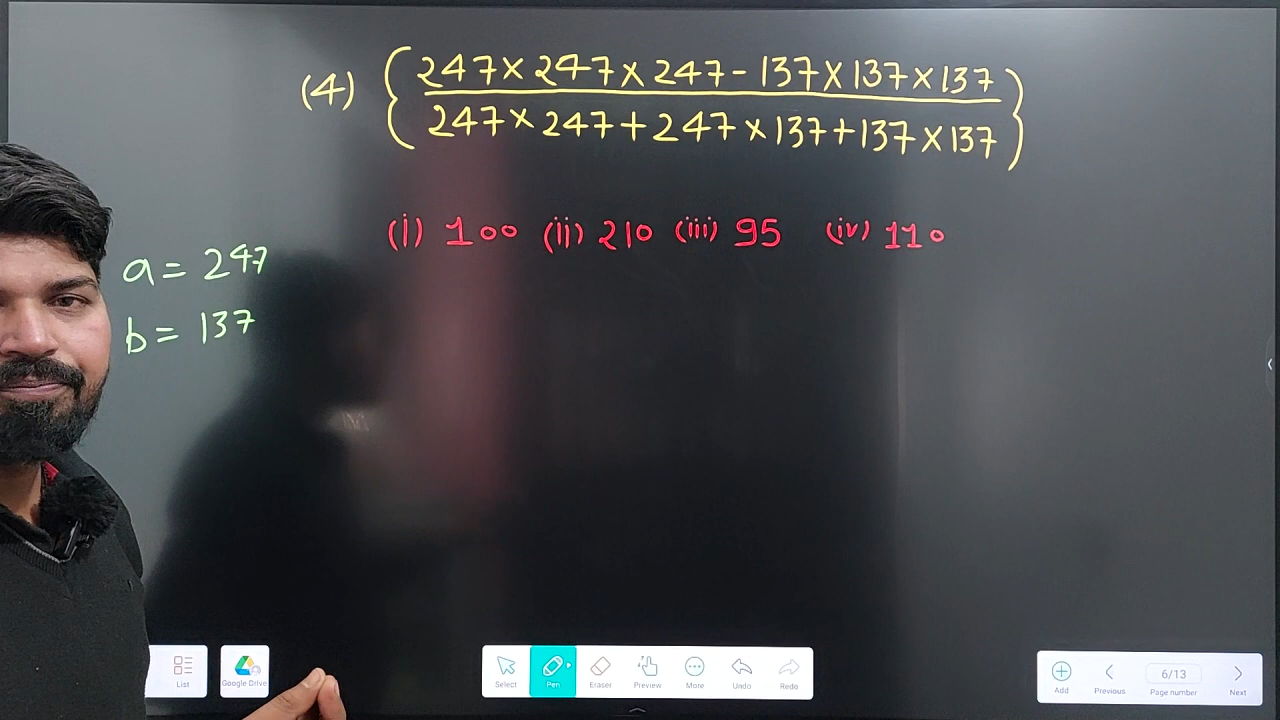 (4) { 247 × 247 × 247 - 137 × 137 × 137
247 × 247 + 247 × 137 + 137 × 137 }
(i) 100 (ii) 210 (iii) 95 (iv) 110
a = 247
b = 137
List Google Drive Select Pen Eraser Preview More Undo Redo Add Previous 6/13 Page number Next